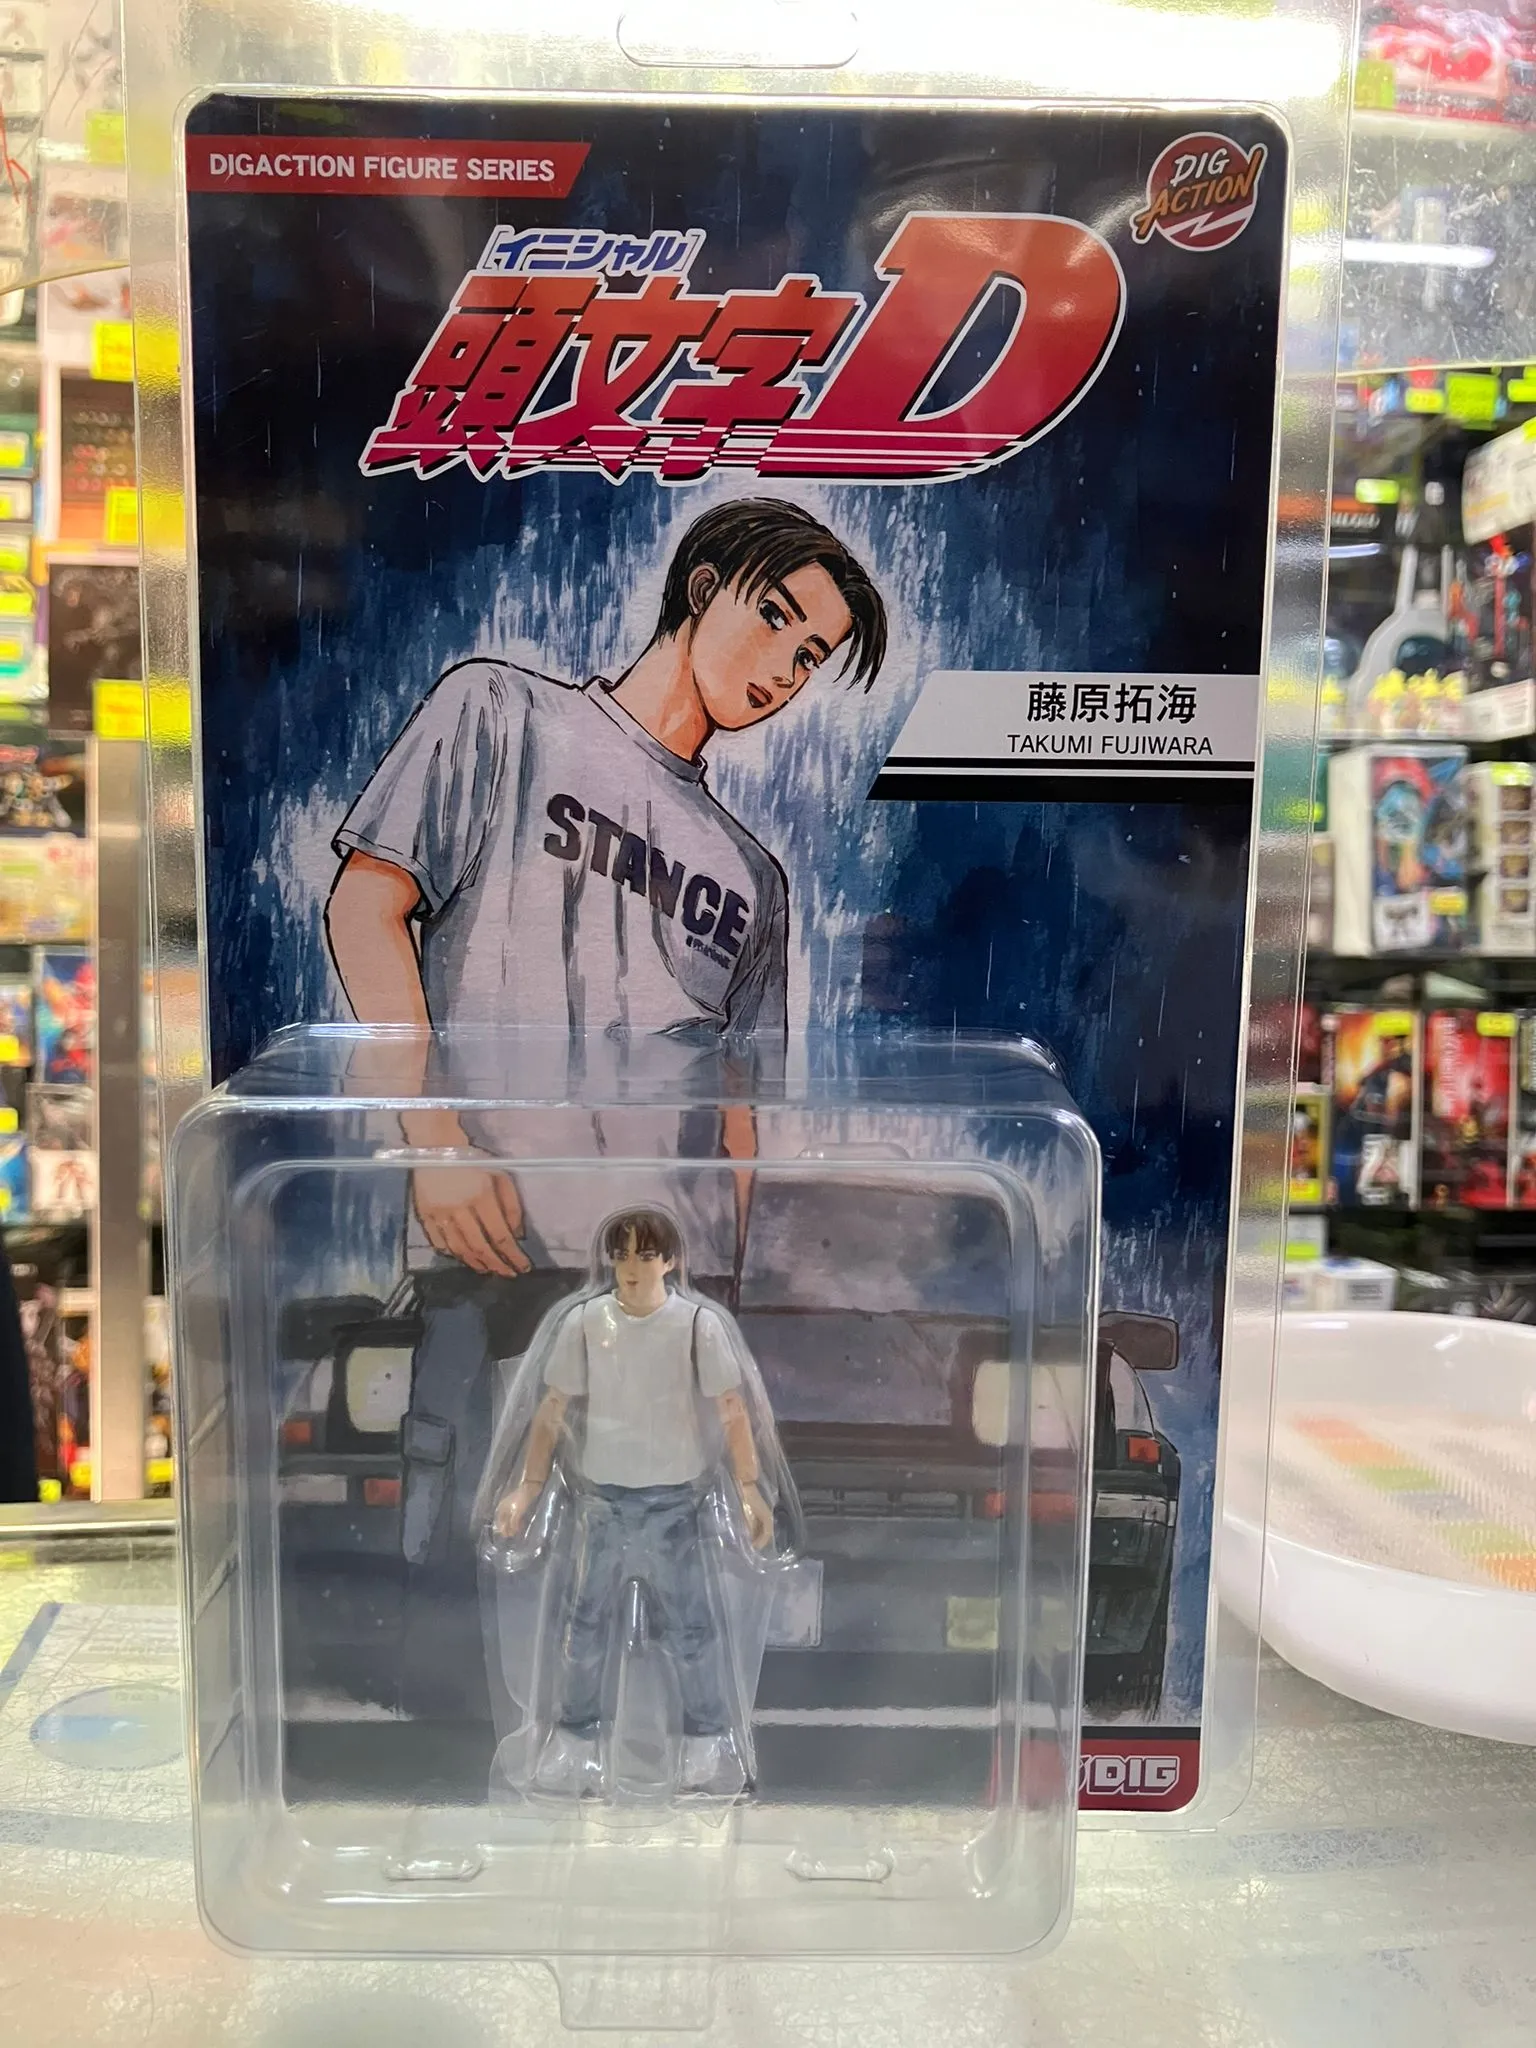 DIGACTION FIGURE SERIES
DIG
ACTION
[イニシャル]
頭文字D
藤原拓海
TAKUMI FUJIWARA
STANCE
DIG